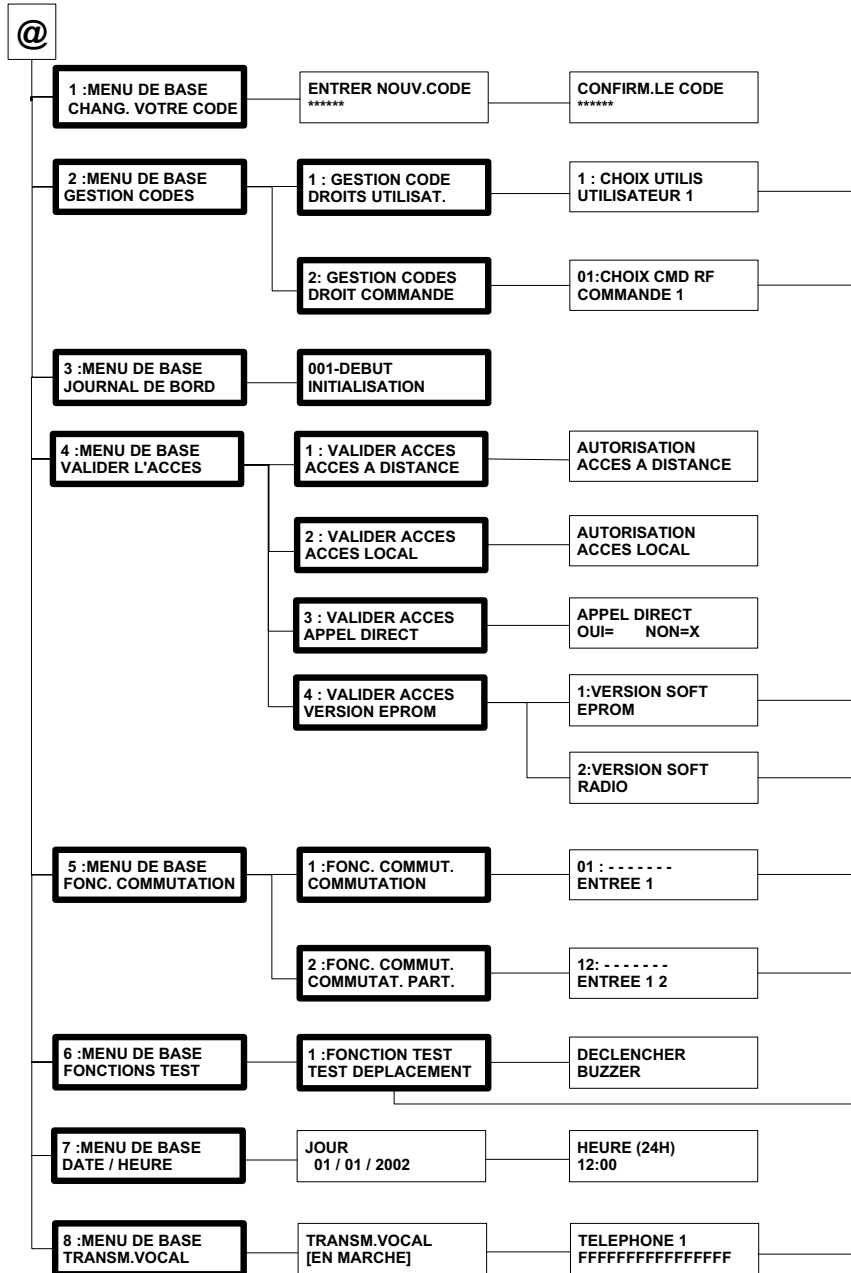 @
1 :MENU DE BASE
CHANG. VOTRE CODE
ENTRER NOUV.CODE
******
CONFIRM.LE CODE
******
2 :MENU DE BASE
GESTION CODES
1 : GESTION CODE
DROITS UTILISAT.
1 : CHOIX UTILIS
UTILISATEUR 1
2: GESTION CODES
DROIT COMMANDE
01:CHOIX CMD RF
COMMANDE 1
3 :MENU DE BASE
JOURNAL DE BORD
001-DEBUT
INITIALISATION
4 :MENU DE BASE
VALIDER L'ACCES
1 : VALIDER ACCES
ACCES A DISTANCE
AUTORISATION
ACCES A DISTANCE
2 : VALIDER ACCES
ACCES LOCAL
AUTORISATION
ACCES LOCAL
3 : VALIDER ACCES
APPEL DIRECT
APPEL DIRECT
OUI= NON=X
4 : VALIDER ACCES
VERSION EPROM
1:VERSION SOFT
EPROM
2:VERSION SOFT
RADIO
5 :MENU DE BASE
FONC. COMMUTATION
1 :FONC. COMMUT.
COMMUTATION
01 : - - - - - - -
ENTREE 1
2 :FONC. COMMUT.
COMMUTAT. PART.
12: - - - - - - -
ENTREE 1 2
6 :MENU DE BASE
FONCTIONS TEST
1 :FONCTION TEST
TEST DEPLACEMENT
DECLENCHER
BUZZER
7 :MENU DE BASE
DATE / HEURE
JOUR
01 / 01 / 2002
HEURE (24H)
12:00
8 :MENU DE BASE
TRANSM.VOCAL
TRANSM.VOCAL
[EN MARCHE]
TELEPHONE 1
FFFFFFFFFFFFFFFF